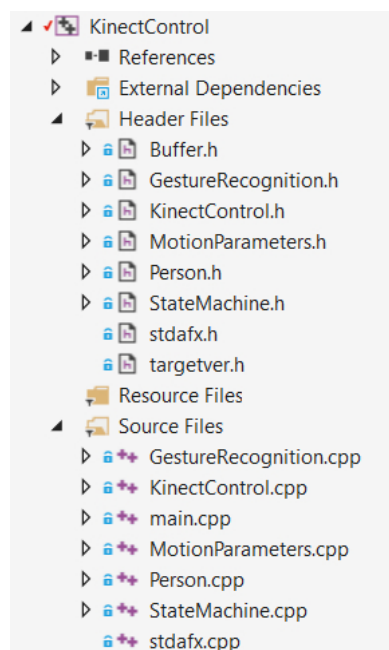 KinectControl
References
External Dependencies
Header Files
Buffer.h
GestureRecognition.h
KinectControl.h
MotionParameters.h
Person.h
StateMachine.h
stdafx.h
targetver.h
Resource Files
Source Files
GestureRecognition.cpp
KinectControl.cpp
main.cpp
MotionParameters.cpp
Person.cpp
StateMachine.cpp
stdafx.cpp